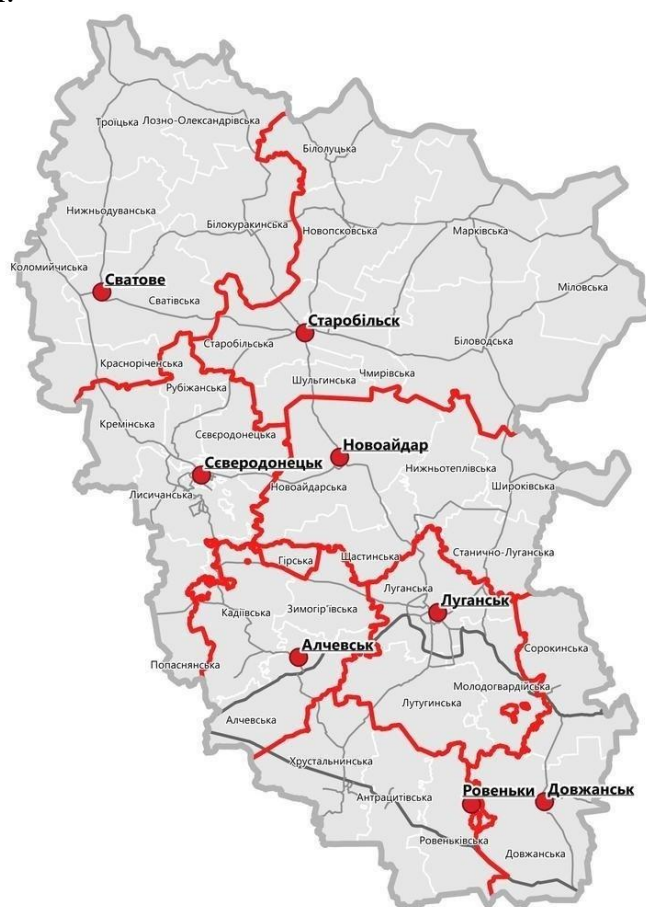 Лозно-Олександрівська
Троїцька
Білолуцька
Нижньодуванська
Білокуракинська
Новопсковська
Марківська
Коломийчиська
Сватове
Міловська
Сватівська
Старобільск
Старобільська
Біловодська
Красноріченська
Чмирівська
Шульгинська
Рубіжанська
Кремінська
Сєвєродонецька
Новоайдар
Сєверодонецьк
Нижньотеплівська
Новоайдарська
Широківська
Лисичанська
Щастинська
Станично-Луганська
Гірська
Луганська
Зимогір'ївська
Кадіївська
Луганськ
Алчевськ
Сорокинська
Попаснянська
Молодогвардійська
Лутугинська
Алчевська
Хрустальнинська
Ровеньки
Довжанськ
Антрацитівська
Ровеньківська
Довжанська